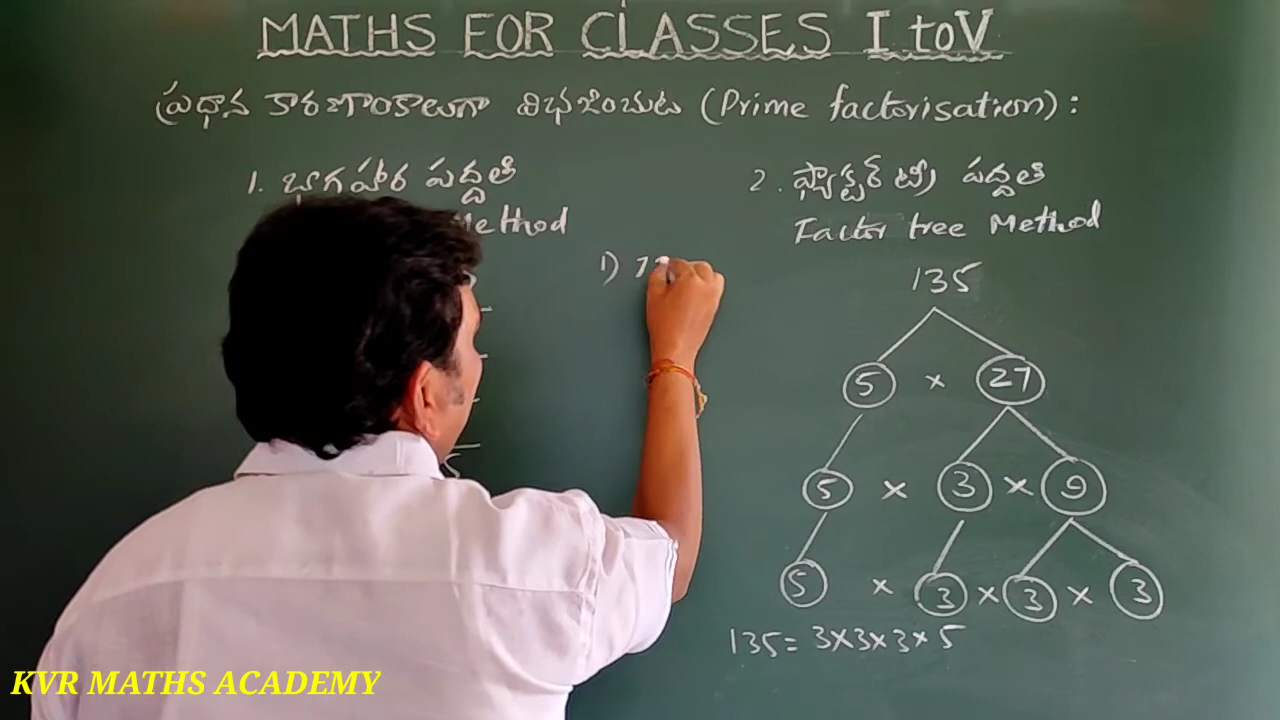 MATHS FOR CLASSES I to V
ప్రధాన కారణాంకాలుగా విభజించుట (Prime factorisation) :
1. భాగహార పద్ధతి
Method
1)
2. ఫ్యాక్టర్ ట్రీ పద్ధతి
Factor tree Method
135
5 × 27
5 × 3 × 9
5 × 3 × 3 × 3
135 = 3×3×3×5
KVR MATHS ACADEMY